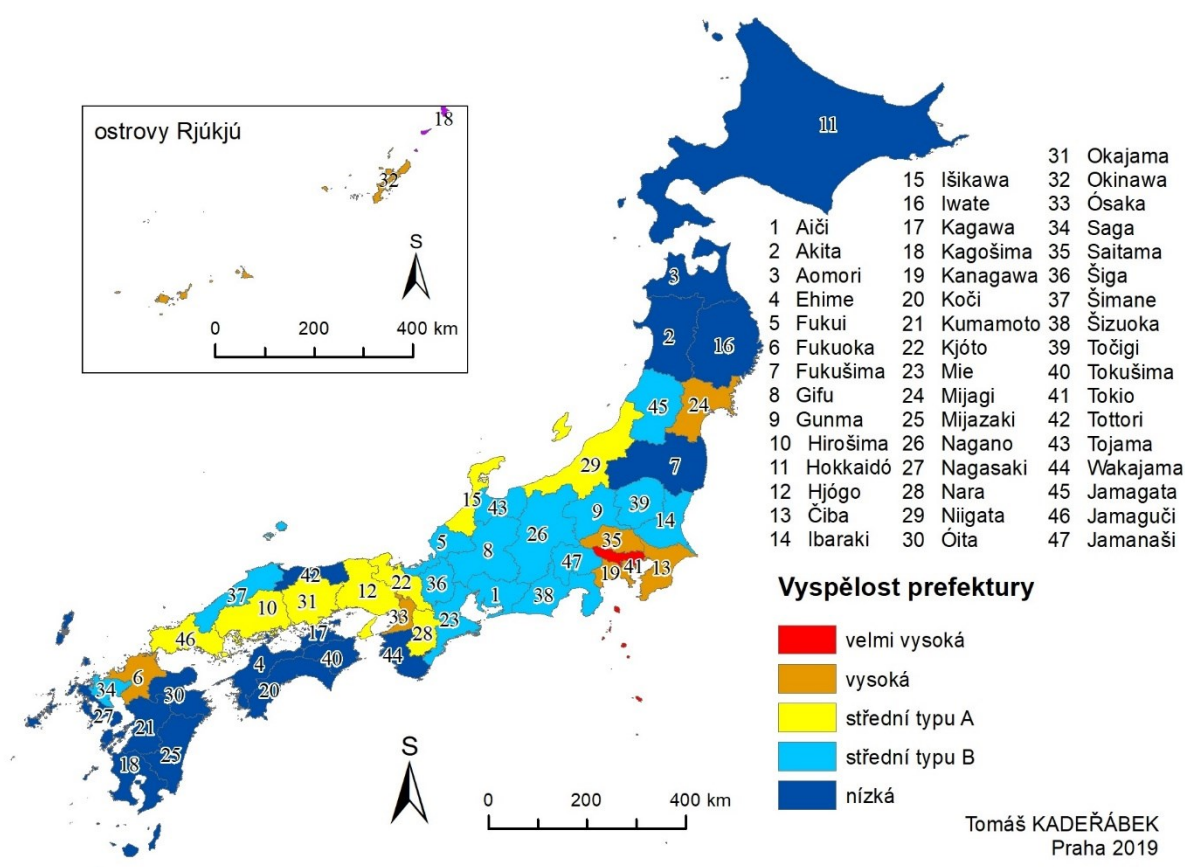 ostrovy Rjúkjú
18
32
S
0 200 400 km
11
3
2
16
45
24
29
7
15
43
9
39
14
26
5
8
35
47
41
13
19
36
1
38
42
37
22
12
31
10
33
23
28
46
17
44
4
40
20
6
34
30
27
21
25
18
1 Aiči
2 Akita
3 Aomori
4 Ehime
5 Fukui
6 Fukuoka
7 Fukušima
8 Gifu
9 Gunma
10 Hirošima
11 Hokkaidó
12 Hjógo
13 Čiba
14 Ibaraki
15 Išikawa
16 Iwate
17 Kagawa
18 Kagošima
19 Kanagawa
20 Koči
21 Kumamoto
22 Kjóto
23 Mie
24 Mijagi
25 Mijazaki
26 Nagano
27 Nagasaki
28 Nara
29 Niigata
30 Óita
31 Okajama
32 Okinawa
33 Ósaka
34 Saga
35 Saitama
36 Šiga
37 Šimane
38 Šizuoka
39 Točigi
40 Tokušima
41 Tokio
42 Tottori
43 Tojama
44 Wakajama
45 Jamagata
46 Jamaguči
47 Jamanaši
Vyspělost prefektury
velmi vysoká
vysoká
střední typu A
střední typu B
nízká
S
0 200 400 km
Tomáš KADEŘÁBEK
Praha 2019